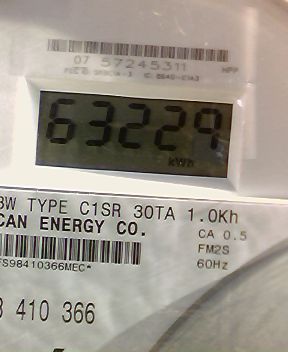 07 57245311
63229
kWh
3W TYPE C1SR 30TA 1.0Kh
CAN ENERGY CO.
CA 0.5
FM2S
60Hz
FS98410366MEC*
410 366